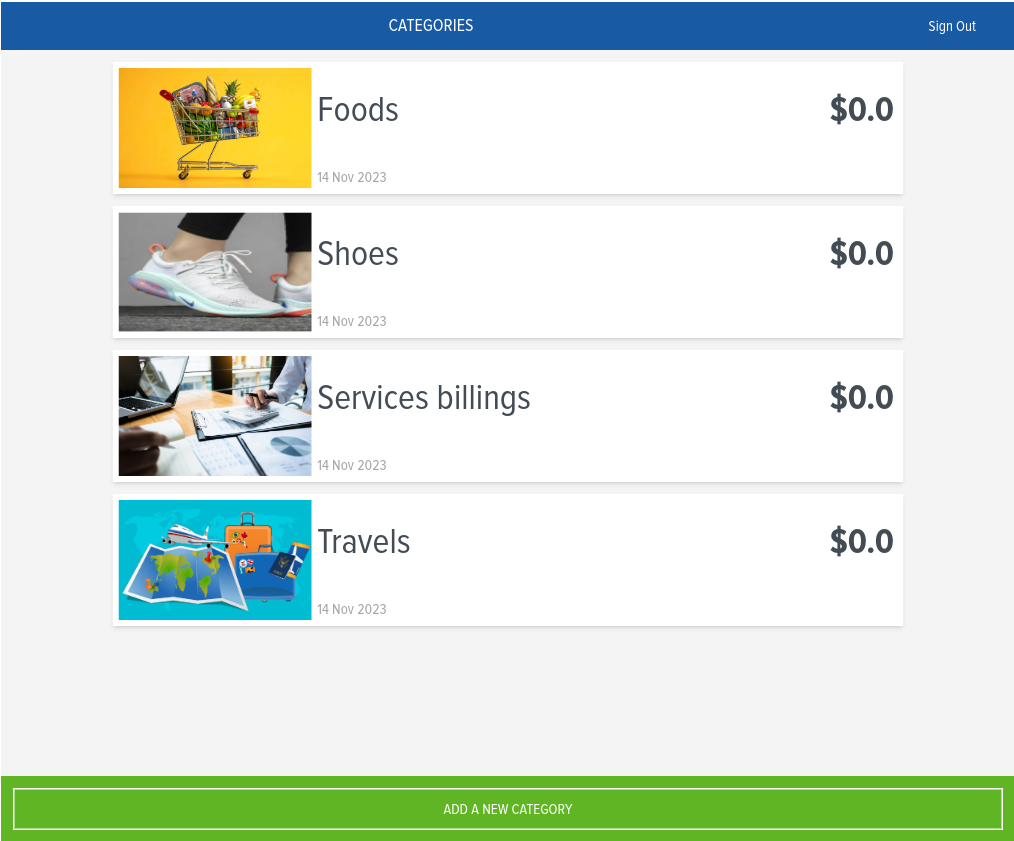 CATEGORIES
Sign Out
Foods
$0.0
14 Nov 2023
Shoes
$0.0
14 Nov 2023
Services billings
$0.0
14 Nov 2023
Travels
$0.0
14 Nov 2023
ADD A NEW CATEGORY